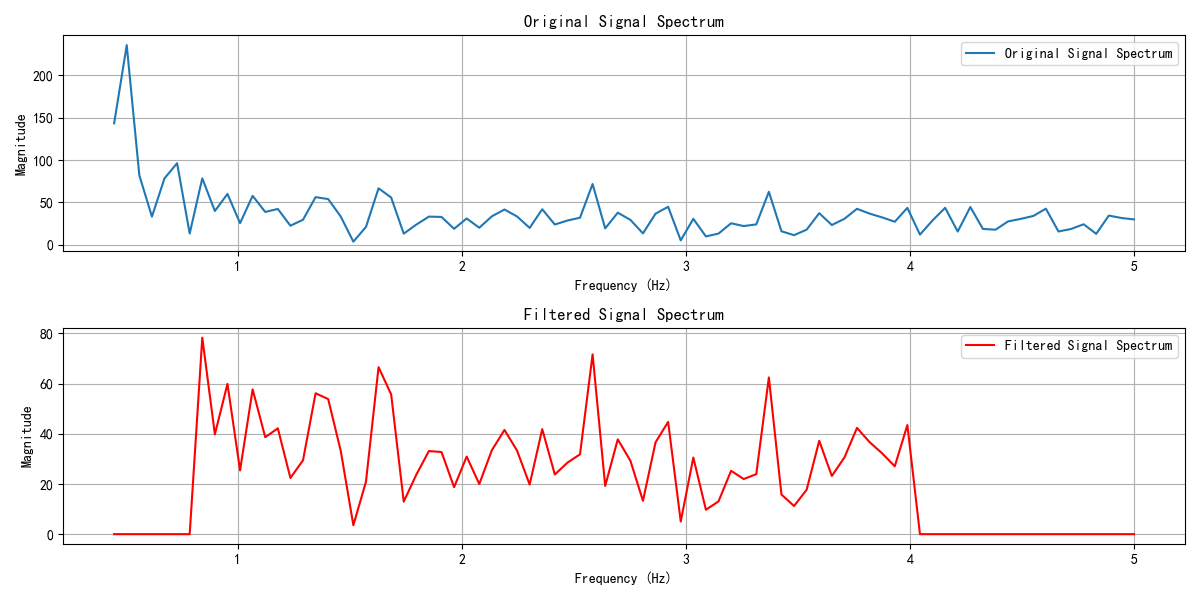 Original Signal Spectrum
Original Signal Spectrum
Magnitude
200
150
100
50
0
1 2 3 4 5
Frequency (Hz)
Filtered Signal Spectrum
Filtered Signal Spectrum
Magnitude
80
60
40
20
0
1 2 3 4 5
Frequency (Hz)